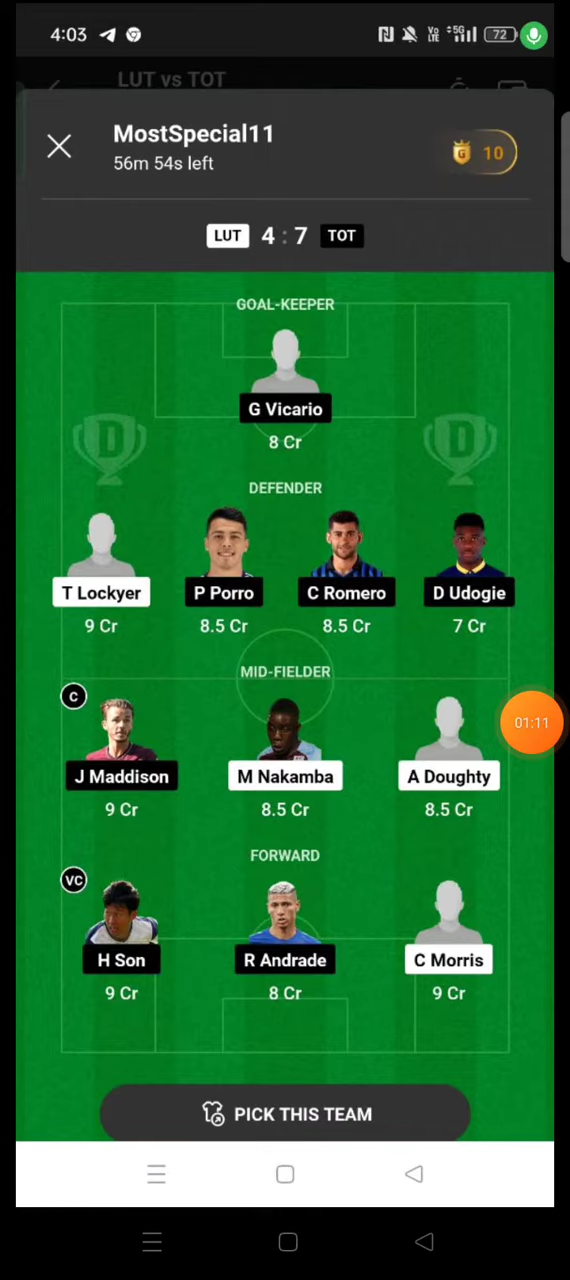 4:03
Vo LTE 5G 72
LUT vs TOT
MostSpecial11
56m 54s left
G 10
LUT 4 : 7 TOT
GOAL-KEEPER
G Vicario
8 Cr
D D
DEFENDER
T Lockyer P Porro C Romero D Udogie
9 Cr 8.5 Cr 8.5 Cr 7 Cr
MID-FIELDER
C
01:11
J Maddison M Nakamba A Doughty
9 Cr 8.5 Cr 8.5 Cr
FORWARD
VC
H Son R Andrade C Morris
9 Cr 8 Cr 9 Cr
PICK THIS TEAM